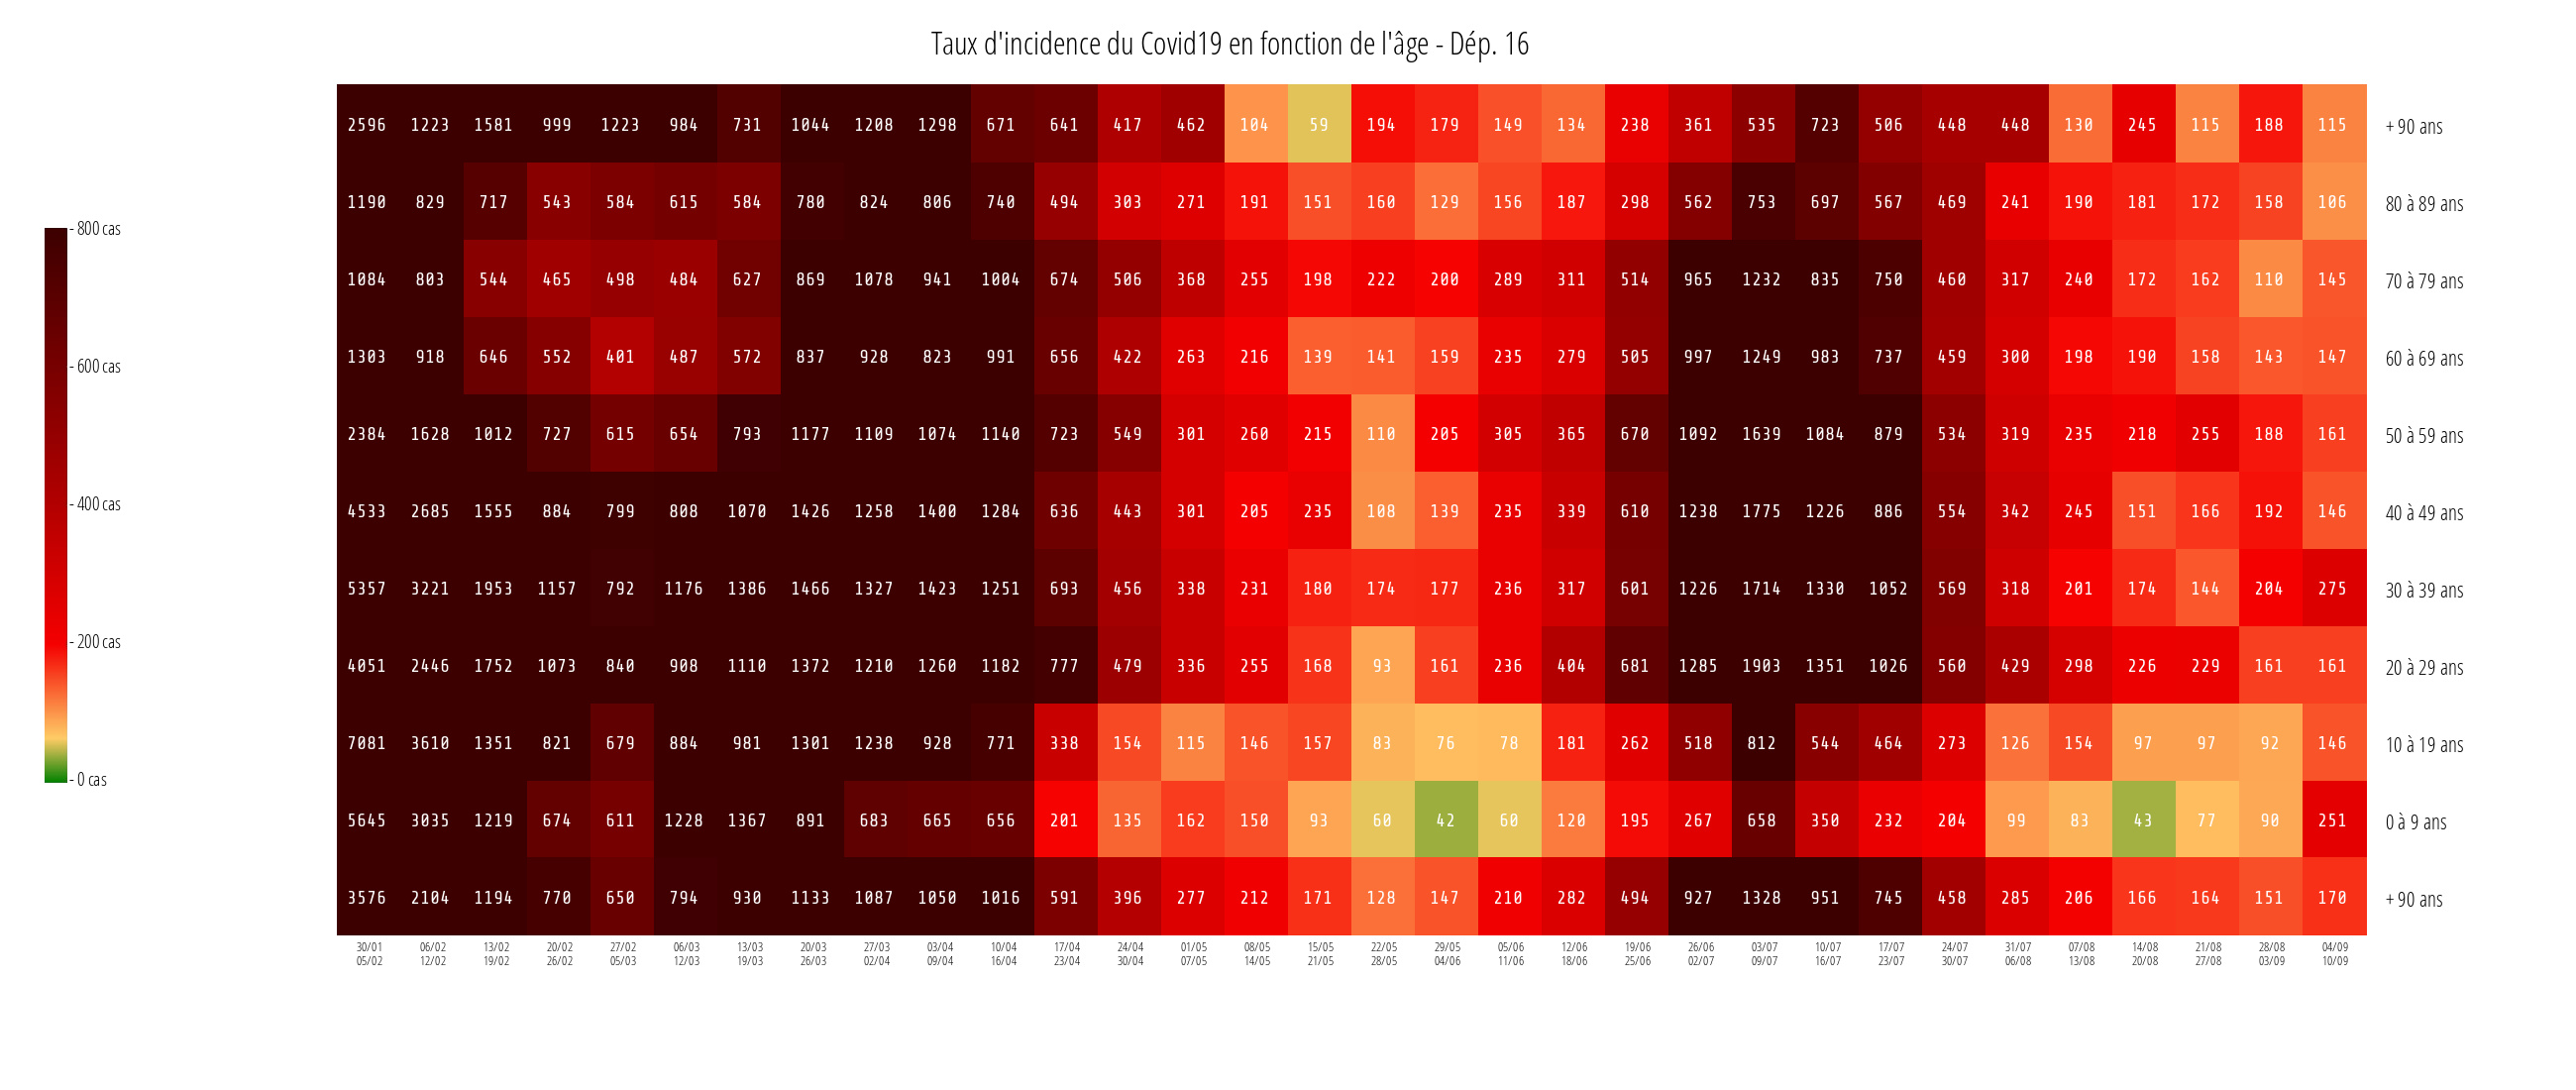 Taux d'incidence du Covid19 en fonction de l'âge - Dép. 16
- 800 cas
- 600 cas
- 400 cas
- 200 cas
- 0 cas
2596 1223 1581 999 1223 984 731 1044 1208 1298 671 641 417 462 104 59 194 179 149 134 238 361 535 723 506 448 448 130 245 115 188 115 + 90 ans
1190 829 717 543 584 615 584 780 824 806 740 494 303 271 191 151 160 129 156 187 298 562 753 697 567 469 241 190 181 172 158 106 80 à 89 ans
1084 803 544 465 498 484 627 869 1078 941 1004 674 506 368 255 198 222 200 289 311 514 965 1232 835 750 460 317 240 172 162 110 145 70 à 79 ans
1303 918 646 552 401 487 572 837 928 823 991 656 422 263 216 139 141 159 235 279 505 997 1249 983 737 459 300 198 190 158 143 147 60 à 69 ans
2384 1628 1012 727 615 654 793 1177 1109 1074 1140 723 549 301 260 215 110 205 305 365 670 1092 1639 1084 879 534 319 235 218 255 188 161 50 à 59 ans
4533 2685 1555 884 799 808 1070 1426 1258 1400 1284 636 443 301 205 235 108 139 235 339 610 1238 1775 1226 886 554 342 245 151 166 192 146 40 à 49 ans
5357 3221 1953 1157 792 1176 1386 1466 1327 1423 1251 693 456 338 231 180 174 177 236 317 601 1226 1714 1330 1052 569 318 201 174 144 204 275 30 à 39 ans
4051 2446 1752 1073 840 908 1110 1372 1210 1260 1182 777 479 336 255 168 93 161 236 404 681 1285 1903 1351 1026 560 429 298 226 229 161 161 20 à 29 ans
7081 3610 1351 821 679 884 981 1301 1238 928 771 338 154 115 146 157 83 76 78 181 262 518 812 544 464 273 126 154 97 97 92 146 10 à 19 ans
5645 3035 1219 674 611 1228 1367 891 683 665 656 201 135 162 150 93 60 42 60 120 195 267 658 350 232 204 99 83 43 77 90 251 0 à 9 ans
3576 2104 1194 770 650 794 930 1133 1087 1050 1016 591 396 277 212 171 128 147 210 282 494 927 1328 951 745 458 285 206 166 164 151 170 + 90 ans
30/01 06/02 13/02 20/02 27/02 06/03 13/03 20/03 27/03 03/04 10/04 17/04 24/04 01/05 08/05 15/05 22/05 29/05 05/06 12/06 19/06 26/06 03/07 10/07 17/07 24/07 31/07 07/08 14/08 21/08 28/08 04/09
05/02 12/02 19/02 26/02 05/03 12/03 19/03 26/03 02/04 09/04 16/04 23/04 30/04 07/05 14/05 21/05 28/05 04/06 11/06 18/06 25/06 02/07 09/07 16/07 23/07 30/07 06/08 13/08 20/08 27/08 03/09 10/09